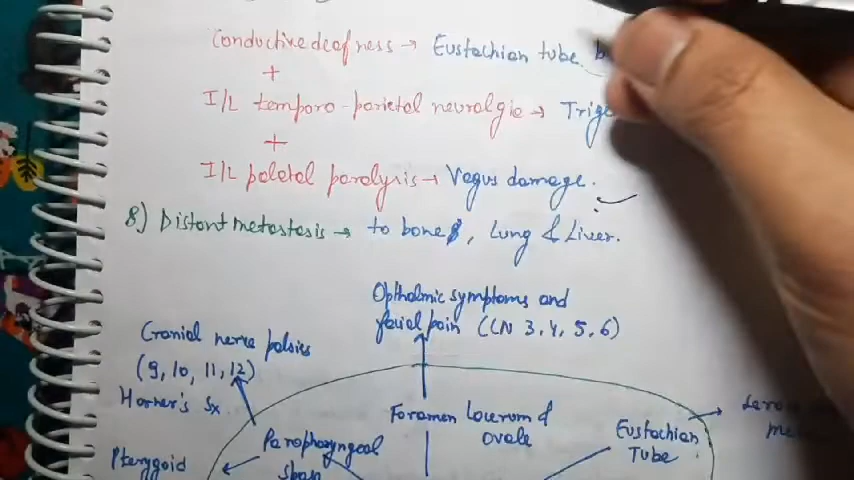 Conductive deafness → Eustachian tube
+
I/L temporo-parietal neuralgia →
+
I/L palatal paralysis → Vagus damage.
8) Distant metastasis → to bones, Lung & Liver.
Opthalmic symptoms and
facial pain (CN 3, 4, 5, 6)
Cranial nerve palsies
(9, 10, 11, 12)
Horner's Sx
Foramen Lacerum &
ovale
Eustachian
Tube
Parapharyngeal
space
Pterygoid